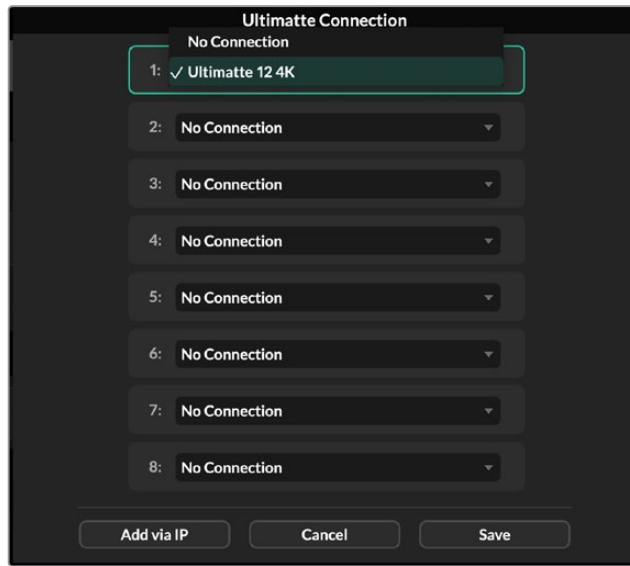 Ultimatte Connection
No Connection
1: ✓ Ultimatte 12 4K
2: No Connection
3: No Connection
4: No Connection
5: No Connection
6: No Connection
7: No Connection
8: No Connection
Add via IP Cancel Save